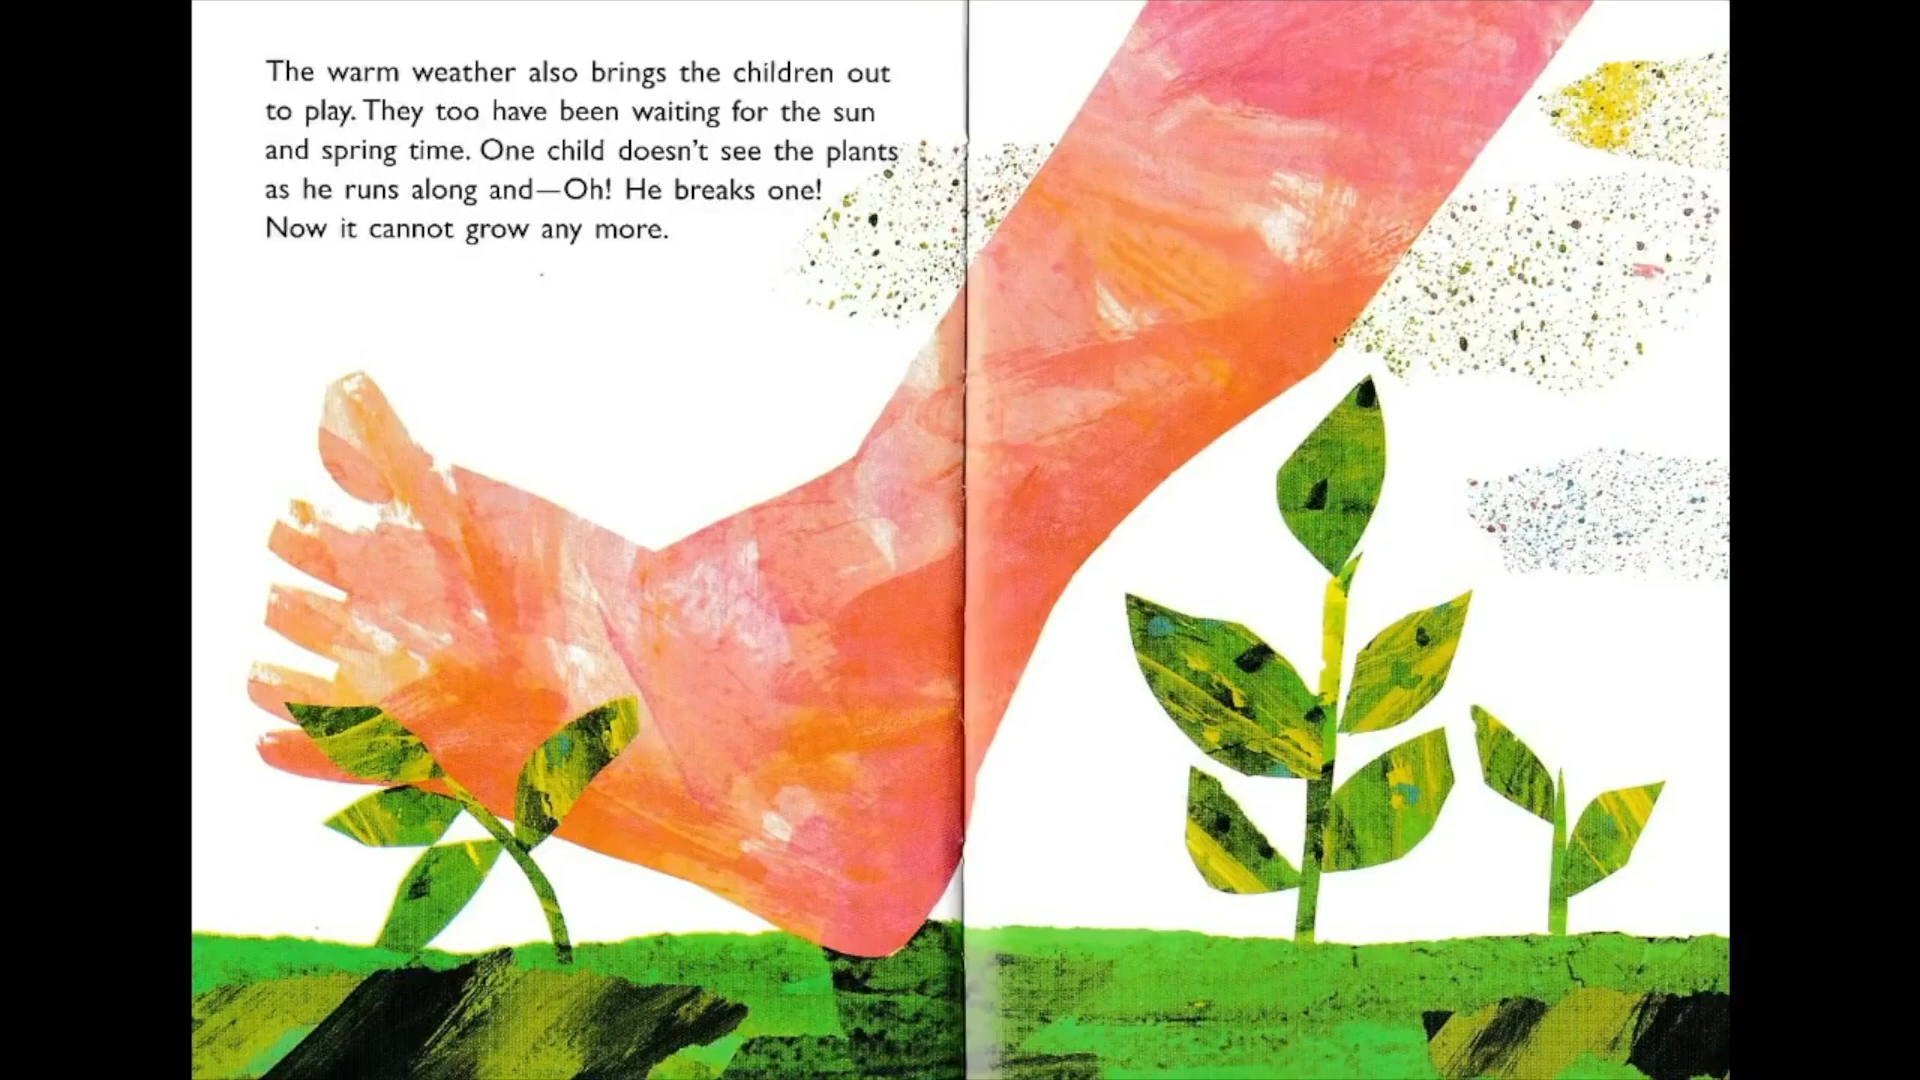 The warm weather also brings the children out
to play. They too have been waiting for the sun
and spring time. One child doesn't see the plants
as he runs along and—Oh! He breaks one!
Now it cannot grow any more.